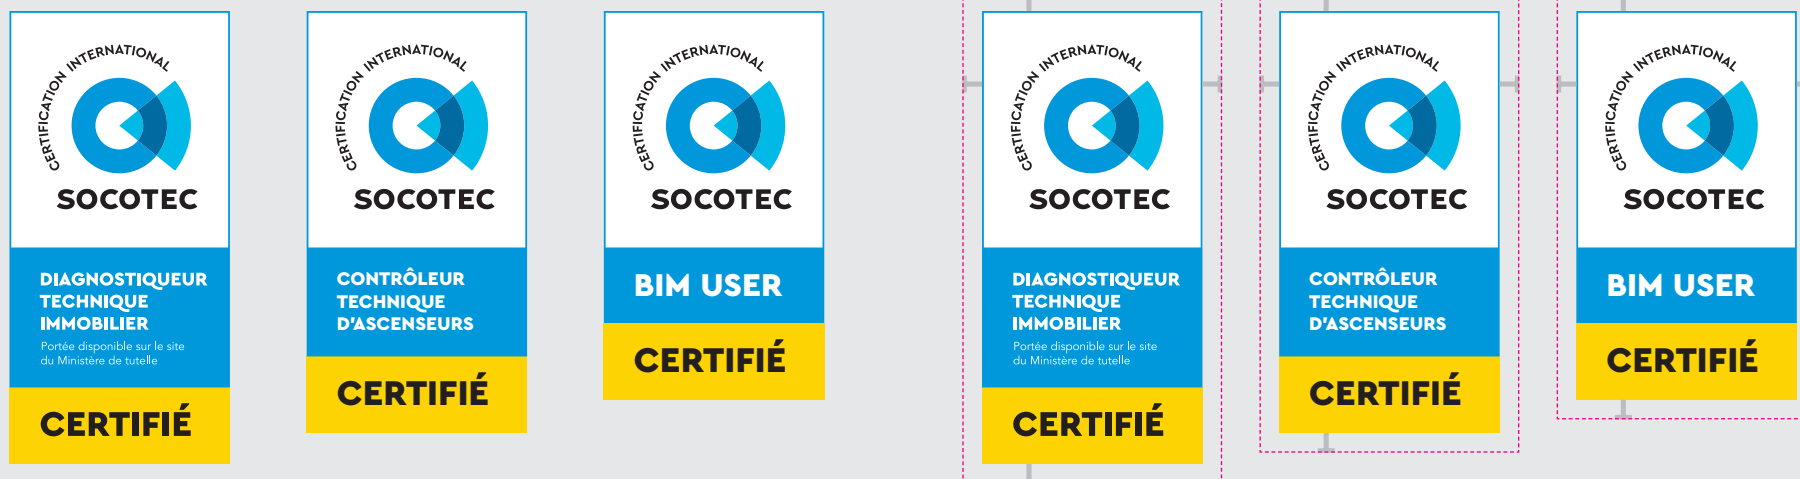 CERTIFICATION INTERNATIONAL
SOCOTEC
DIAGNOSTIQUEUR
TECHNIQUE
IMMOBILIER
Portée disponible sur le site
du Ministère de tutelle
CERTIFIÉ
CERTIFICATION INTERNATIONAL
SOCOTEC
CONTRÔLEUR
TECHNIQUE
D'ASCENSEURS
CERTIFIÉ
CERTIFICATION INTERNATIONAL
SOCOTEC
BIM USER
CERTIFIÉ
CERTIFICATION INTERNATIONAL
SOCOTEC
DIAGNOSTIQUEUR
TECHNIQUE
IMMOBILIER
Portée disponible sur le site
du Ministère de tutelle
CERTIFIÉ
CERTIFICATION INTERNATIONAL
SOCOTEC
CONTRÔLEUR
TECHNIQUE
D'ASCENSEURS
CERTIFIÉ
CERTIFICATION INTERNATIONAL
SOCOTEC
BIM USER
CERTIFIÉ